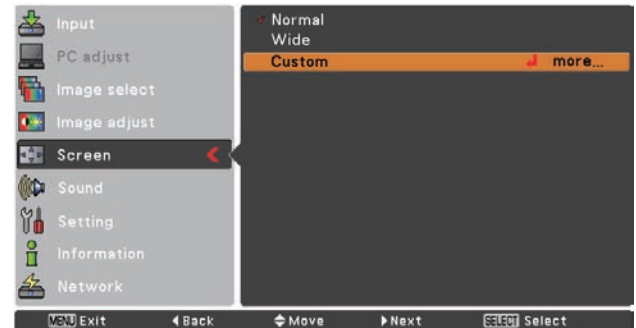 Input
PC adjust
Image select
Image adjust
Screen
Sound
Setting
Information
Network
Normal
Wide
Custom more...
MENU Exit Back Move Next SELECT Select